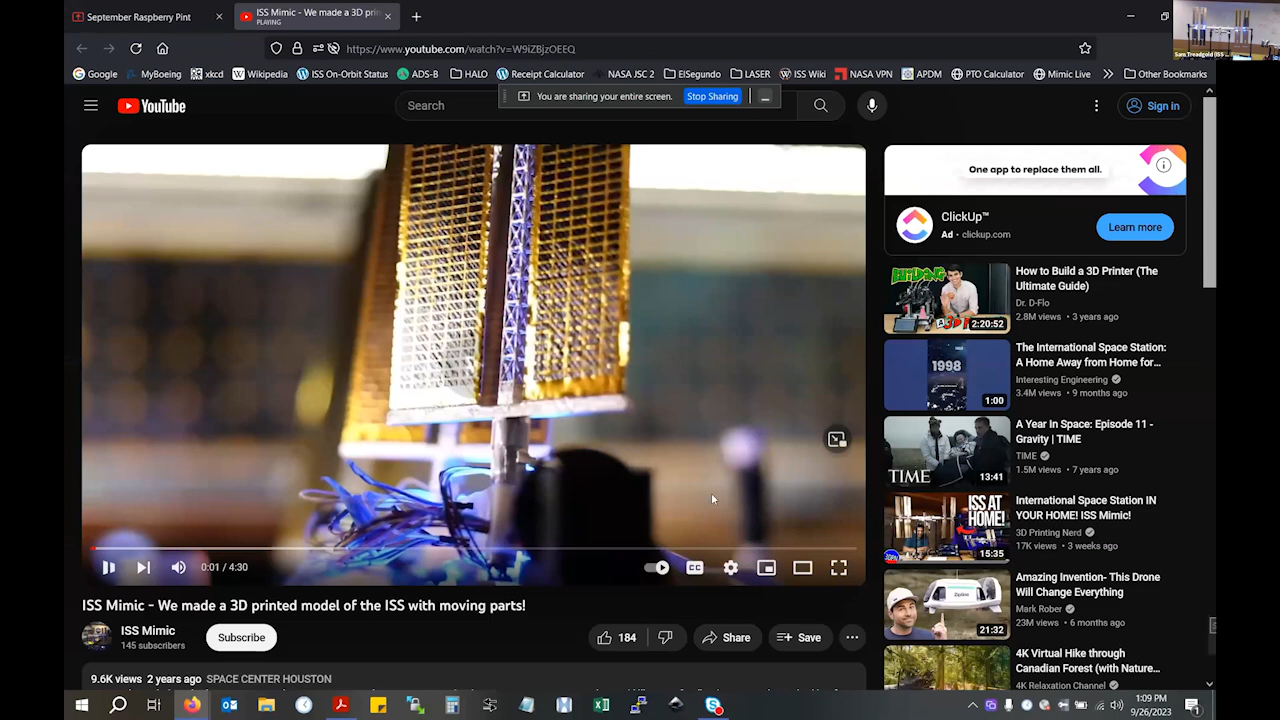 September Raspberry Pint
ISS Mimic - We made a 3D prin
PLAYING
https://www.youtube.com/watch?v=W9iZBjzOEEQ
Sam Treadgold (ISS ...
Google
MyBoeing
xkcd
Wikipedia
ISS On-Orbit Status
ADS-B
HALO
Receipt Calculator
NASA JSC 2
ElSegundo
LASER
ISS Wiki
NASA VPN
APDM
PTO Calculator
Mimic Live
Other Bookmarks
You are sharing your entire screen.
Stop Sharing
YouTube
Search
Sign in
One app to replace them all.
ClickUp™
Ad • clickup.com
Learn more
BUILDING
A 3D P
2:20:52
How to Build a 3D Printer (The
Ultimate Guide)
Dr. D-Flo
2.8M views • 3 years ago
1998
1:00
The International Space Station:
A Home Away from Home for...
Interesting Engineering
3.4M views • 9 months ago
TIME
13:41
A Year In Space: Episode 11 -
Gravity | TIME
TIME
1.5M views • 7 years ago
ISS AT
HOME!
15:35
International Space Station IN
YOUR HOME! ISS Mimic!
3D Printing Nerd
17K views • 3 weeks ago
Zipline
21:32
Amazing Invention- This Drone
Will Change Everything
Mark Rober
23M views • 6 months ago
4K Virtual Hike through
Canadian Forest (with Nature...
4K Relaxation Channel
0:01 / 4:30
CC
ISS Mimic - We made a 3D printed model of the ISS with moving parts!
ISS Mimic
145 subscribers
Subscribe
184
Share
Save
9.6K views 2 years ago SPACE CENTER HOUSTON
1:09 PM
9/26/2023
1